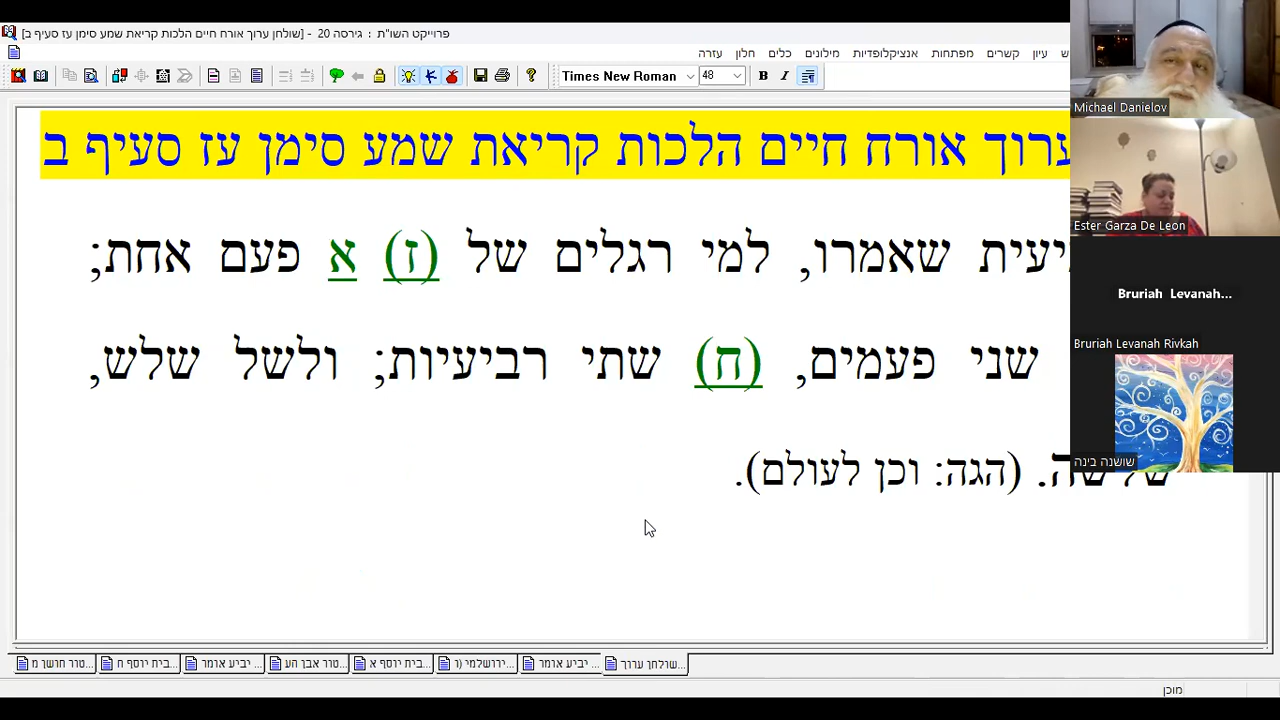 פרוייקט השו"ת : גירסה 20 - [שולחן ערוך אורח חיים הלכות קריאת שמע סימן עז סעיף ב]
עיון קשרים מפתחות אנציקלופדיות מילונים כלים חלון עזרה
Times New Roman 48 B I
ערוך אורח חיים הלכות קריאת שמע סימן עז סעיף ב
שאמרו, למי רגלים של (ז) א פעם אחת;
שני פעמים, (ח) שתי רביעיות; ולשל שלש,
(הגה: וכן לעולם).
Michael Danielov
Ester Garza De Leon
Bruriah Levanah...
Bruriah Levanah Rivkah
שושנה בינה
שולחן ערוך... יביע אומר ... ירושלמי (ו... בית יוסף א... טור אבן הע... יביע אומר ... בית יוסף ח... טור חושן מ...
מוכן